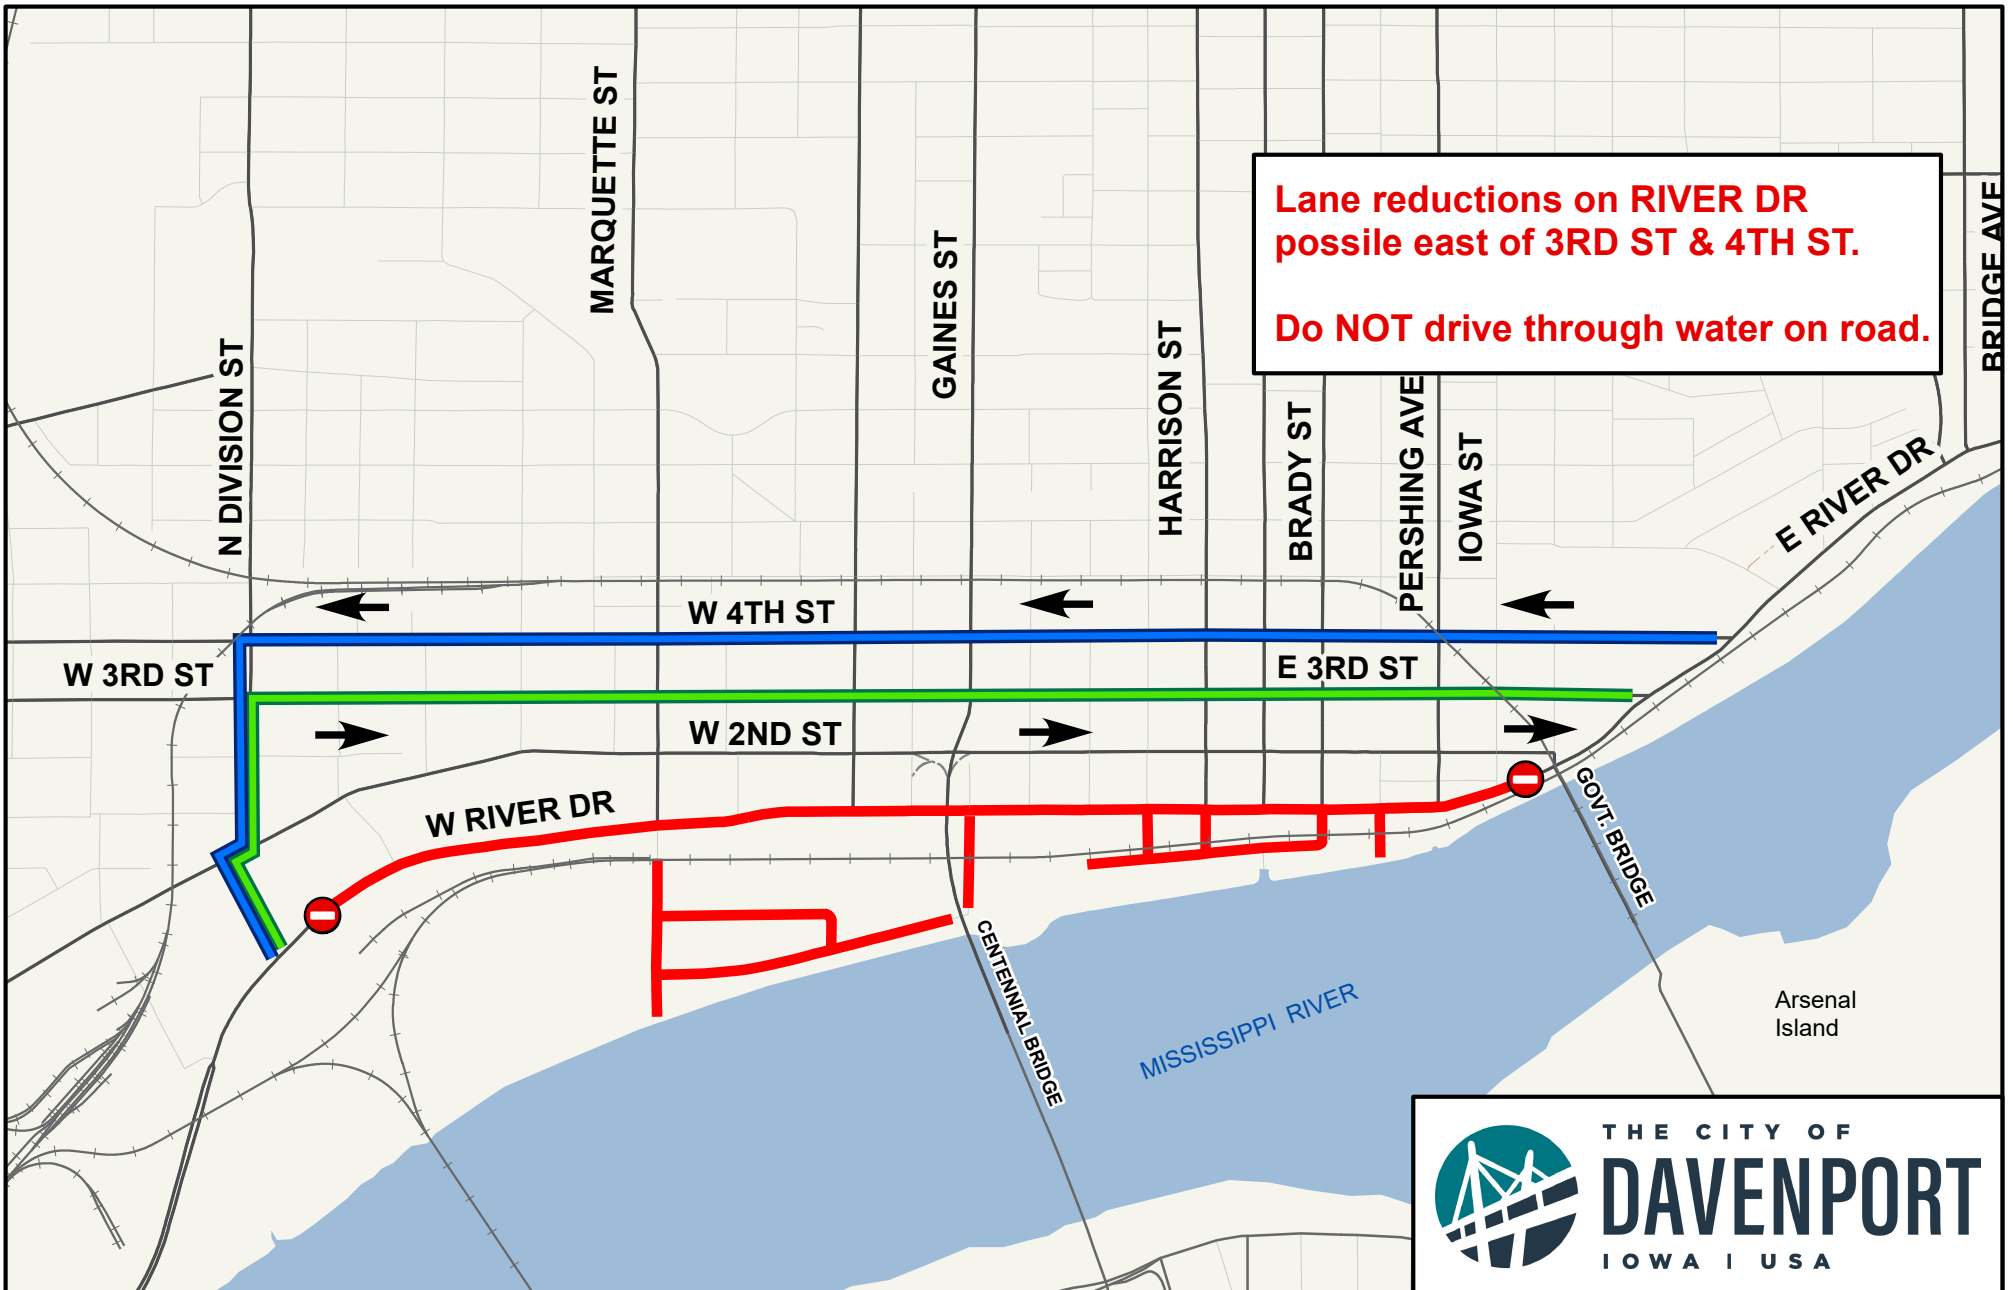 MARQUETTE ST
GAINES ST
N DIVISION ST
HARRISON ST
BRADY ST
PERSHING AVE
IOWA ST
BRIDGE AVE
Lane reductions on RIVER DR
possile east of 3RD ST & 4TH ST.
Do NOT drive through water on road.
E RIVER DR
W 4TH ST
W 3RD ST
E 3RD ST
W 2ND ST
W RIVER DR
GOVT. BRIDGE
CENTENNIAL BRIDGE
MISSISSIPPI RIVER
Arsenal
Island
THE CITY OF
DAVENPORT
IOWA | USA